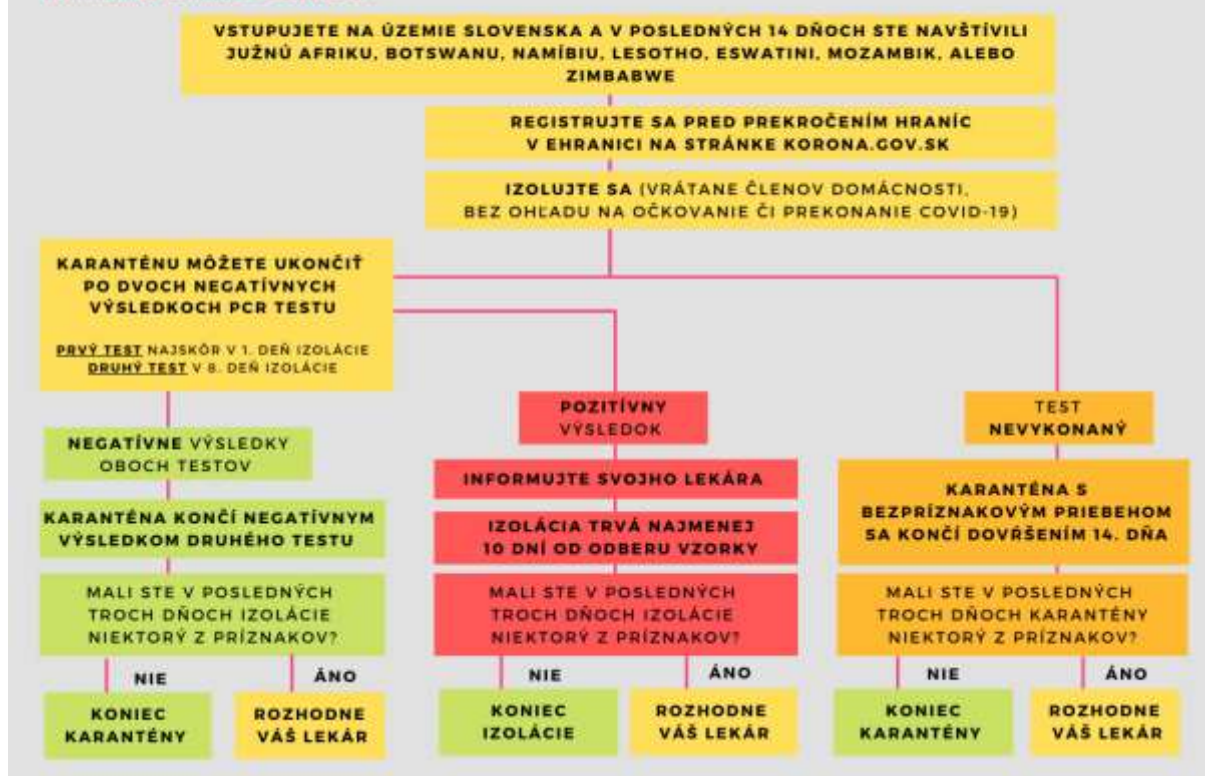 VSTUPUJETE NA ÚZEMIE SLOVENSKA A V POSLEDNÝCH 14 DŇOCH STE NAVŠTÍVILI
JUŽNÚ AFRIKU, BOTSWANU, NAMÍBIU, LESOTHO, ESWATINI, MOZAMBIK, ALEBO
ZIMBABWE
REGISTRUJTE SA PRED PREKROČENÍM HRANÍC
V EHRANICI NA STRÁNKE KORONA.GOV.SK
IZOLUJTE SA (VRÁTANE ČLENOV DOMÁCNOSTI,
BEZ OHĽADU NA OČKOVANIE ČI PREKONANIE COVID-19)
KARANTÉNU MÔŽETE UKONČIŤ
PO DVOCH NEGATÍVNYCH
VÝSLEDKOCH PCR TESTU
PRVÝ TEST NAJSKÔR V 1. DEŇ IZOLÁCIE
DRUHÝ TEST V 8. DEŇ IZOLÁCIE
NEGATÍVNE VÝSLEDKY
OBOCH TESTOV
KARANTÉNA KONČÍ NEGATÍVNYM
VÝSLEDKOM DRUHÉHO TESTU
MALI STE V POSLEDNÝCH
TROCH DŇOCH IZOLÁCIE
NIEKTORÝ Z PRÍZNAKOV?
NIE
ÁNO
KONIEC
KARANTÉNY
ROZHODNE
VÁŠ LEKÁR
POZITÍVNY
VÝSLEDOK
INFORMUJTE SVOJHO LEKÁRA
IZOLÁCIA TRVÁ NAJMENEJ
10 DNÍ OD ODBERU VZORKY
MALI STE V POSLEDNÝCH
TROCH DŇOCH IZOLÁCIE
NIEKTORÝ Z PRÍZNAKOV?
NIE
ÁNO
KONIEC
IZOLÁCIE
ROZHODNE
VÁŠ LEKÁR
TEST
NEVYKONANÝ
KARANTÉNA S
BEZPRÍZNAKOVÝM PRIEBEHOM
SA KONČÍ DOVŔŠENÍM 14. DŇA
MALI STE V POSLEDNÝCH
TROCH DŇOCH KARANTÉNY
NIEKTORÝ Z PRÍZNAKOV?
NIE
ÁNO
KONIEC
KARANTÉNY
ROZHODNE
VÁŠ LEKÁR